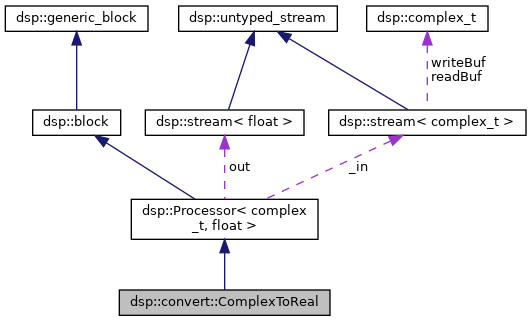 dsp::generic_block
dsp::untyped_stream
dsp::complex_t
writeBuf
readBuf
dsp::block
dsp::stream< float >
dsp::stream< complex_t >
out
_in
dsp::Processor< complex
_t, float >
dsp::convert::ComplexToReal